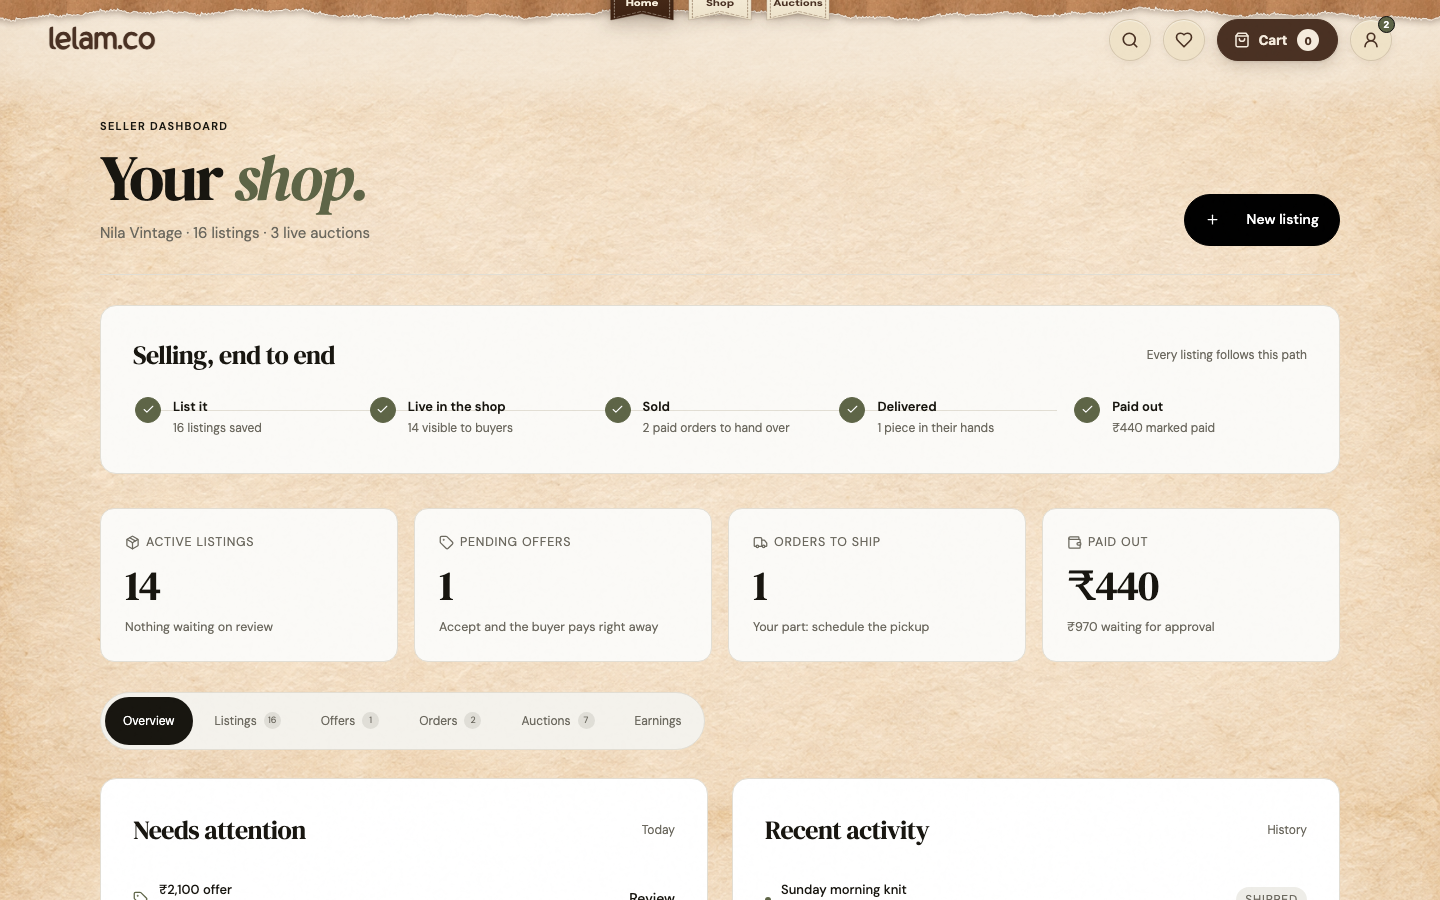 Home
Shop
Auctions
lelam.co
Cart 0
2
SELLER DASHBOARD
Your shop.
Nila Vintage · 16 listings · 3 live auctions
+ New listing
Selling, end to end
Every listing follows this path
List it
16 listings saved
Live in the shop
14 visible to buyers
Sold
2 paid orders to hand over
Delivered
1 piece in their hands
Paid out
₹440 marked paid
ACTIVE LISTINGS
14
Nothing waiting on review
PENDING OFFERS
1
Accept and the buyer pays right away
ORDERS TO SHIP
1
Your part: schedule the pickup
PAID OUT
₹440
₹970 waiting for approval
Overview
Listings 16
Offers 1
Orders 2
Auctions 7
Earnings
Needs attention
Today
₹2,100 offer
Review
Recent activity
History
Sunday morning knit
SHIPPED